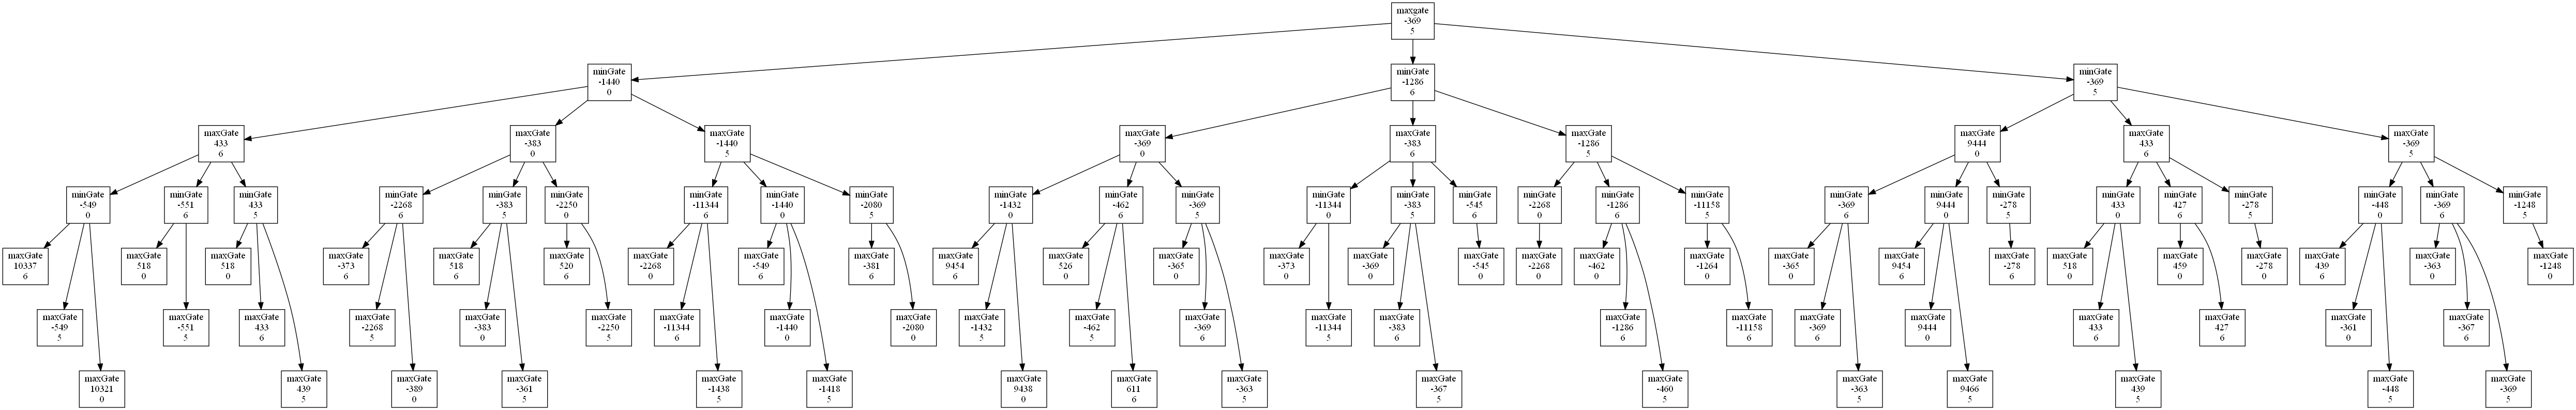 maxgate
-369
5
minGate
-1440
0
minGate
-1286
6
minGate
-369
5
maxGate
433
6
maxGate
-383
0
maxGate
-1440
5
maxGate
-369
0
maxGate
-383
6
maxGate
-1286
5
maxGate
9444
0
maxGate
433
6
maxGate
-369
5
minGate
-549
0
minGate
-551
6
minGate
433
5
minGate
-2268
6
minGate
-383
5
minGate
-2250
0
minGate
-11344
6
minGate
-1440
0
minGate
-2080
5
minGate
-1432
0
minGate
-462
6
minGate
-369
5
minGate
-11344
0
minGate
-383
5
minGate
-545
6
minGate
-2268
0
minGate
-1286
6
minGate
-11158
5
minGate
-369
6
minGate
9444
0
minGate
-278
5
minGate
433
0
minGate
427
6
minGate
-278
5
minGate
-448
0
minGate
-369
6
minGate
-1248
5
maxGate
10337
6
maxGate
518
0
maxGate
518
0
maxGate
-373
6
maxGate
518
6
maxGate
520
6
maxGate
-2268
0
maxGate
-549
6
maxGate
-381
6
maxGate
9454
6
maxGate
526
0
maxGate
-365
0
maxGate
-373
0
maxGate
-369
0
maxGate
-545
0
maxGate
-2268
0
maxGate
-462
0
maxGate
-1264
0
maxGate
-365
0
maxGate
9454
6
maxGate
-278
6
maxGate
518
0
maxGate
459
0
maxGate
-278
0
maxGate
439
6
maxGate
-363
0
maxGate
-1248
0
maxGate
-549
5
maxGate
-551
5
maxGate
433
6
maxGate
-2268
5
maxGate
-383
0
maxGate
-2250
5
maxGate
-11344
6
maxGate
-1440
0
maxGate
-2080
0
maxGate
-1432
5
maxGate
-462
5
maxGate
-369
6
maxGate
-11344
5
maxGate
-383
6
maxGate
-1286
6
maxGate
-11158
6
maxGate
-369
6
maxGate
9444
0
maxGate
433
6
maxGate
427
6
maxGate
-361
0
maxGate
-367
6
maxGate
10321
0
maxGate
439
5
maxGate
-389
0
maxGate
-361
5
maxGate
-1438
5
maxGate
-1418
5
maxGate
9438
0
maxGate
611
6
maxGate
-363
5
maxGate
-367
5
maxGate
-460
5
maxGate
-363
5
maxGate
9466
5
maxGate
439
5
maxGate
-448
5
maxGate
-369
5